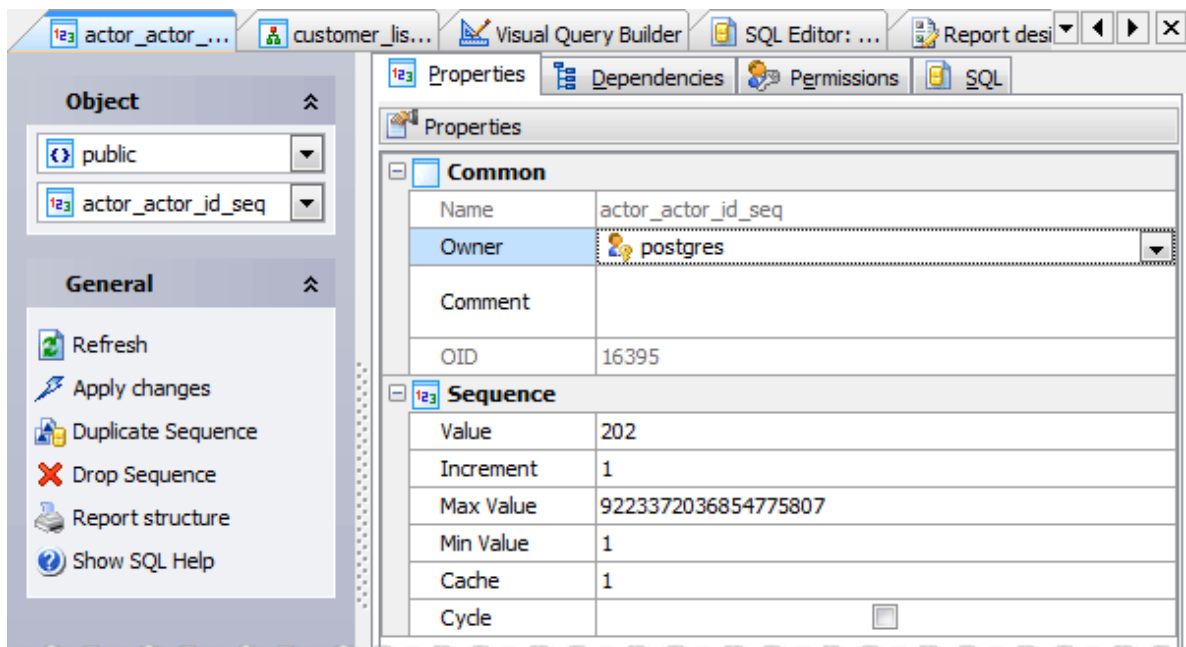 actor_actor_...
customer_lis...
Visual Query Builder
SQL Editor: ...
Report desi
Object
public
actor_actor_id_seq
General
Refresh
Apply changes
Duplicate Sequence
Drop Sequence
Report structure
Show SQL Help
Properties
Dependencies
Permissions
SQL
Properties
Common
Name actor_actor_id_seq
Owner postgres
Comment
OID 16395
Sequence
Value 202
Increment 1
Max Value 9223372036854775807
Min Value 1
Cache 1
Cycle